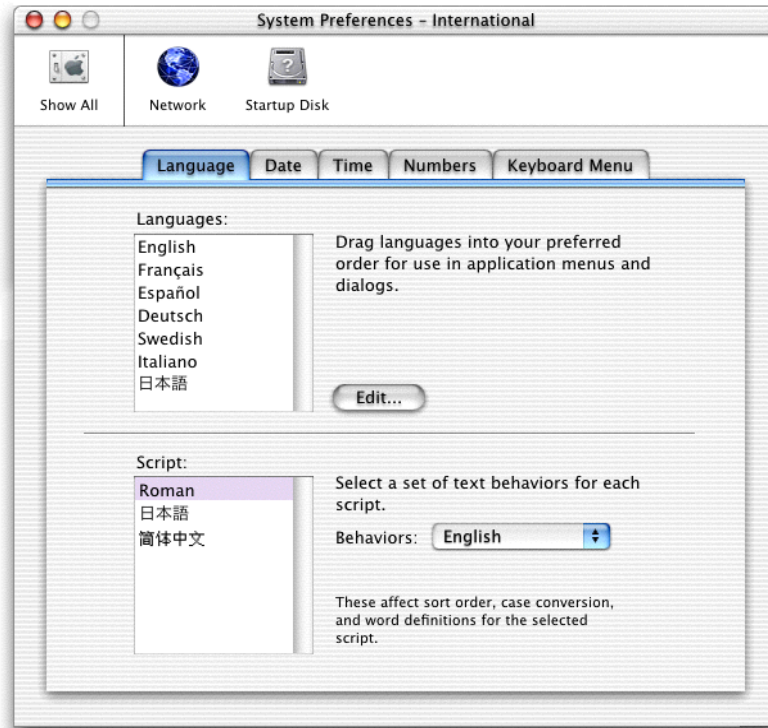 System Preferences – International
Show All
Network
Startup Disk
Language
Date
Time
Numbers
Keyboard Menu
Languages:
English
Français
Español
Deutsch
Swedish
Italiano
日本語
Drag languages into your preferred
order for use in application menus and
dialogs.
Edit...
Script:
Roman
日本語
简体中文
Select a set of text behaviors for each
script.
Behaviors: English
These affect sort order, case conversion,
and word definitions for the selected
script.